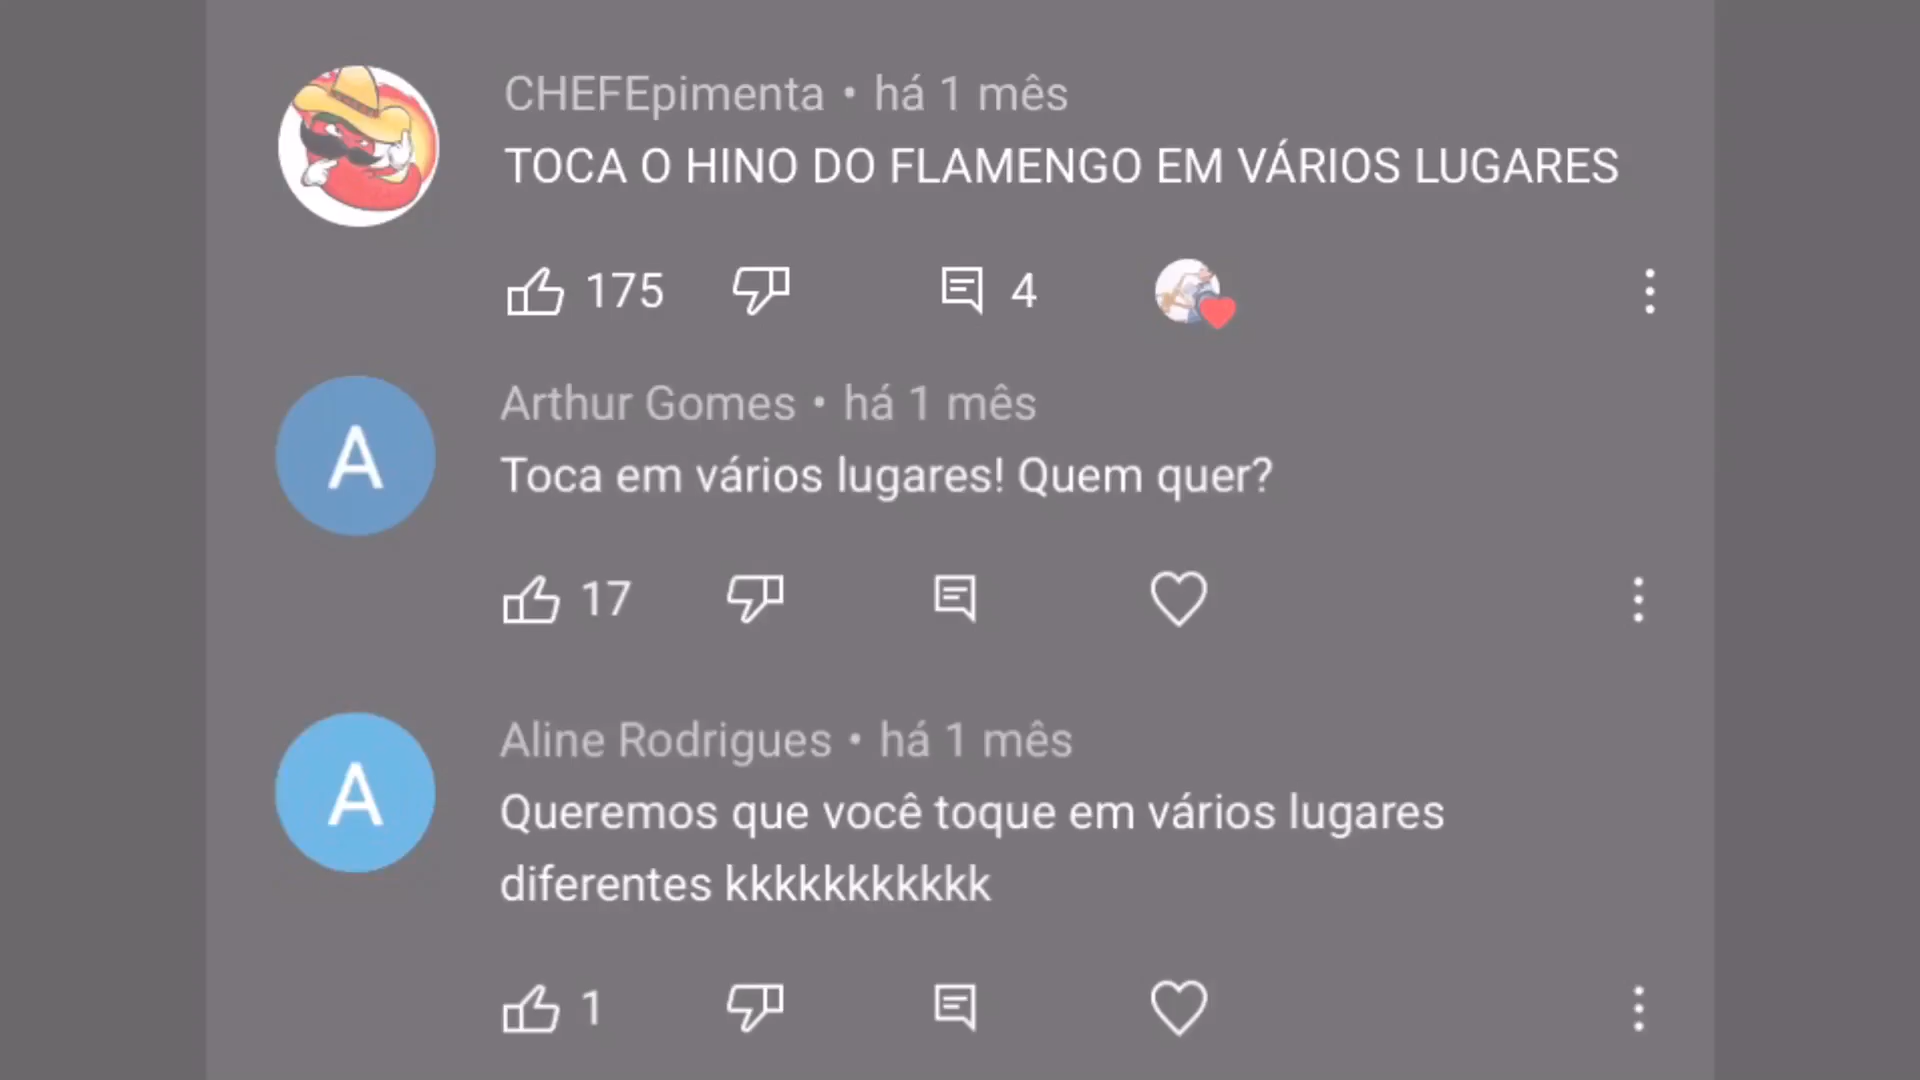 CHEFEpimenta • há 1 mês
TOCA O HINO DO FLAMENGO EM VÁRIOS LUGARES
175 4
A
Arthur Gomes • há 1 mês
Toca em vários lugares! Quem quer?
17
A
Aline Rodrigues • há 1 mês
Queremos que você toque em vários lugares
diferentes kkkkkkkkkkk
1